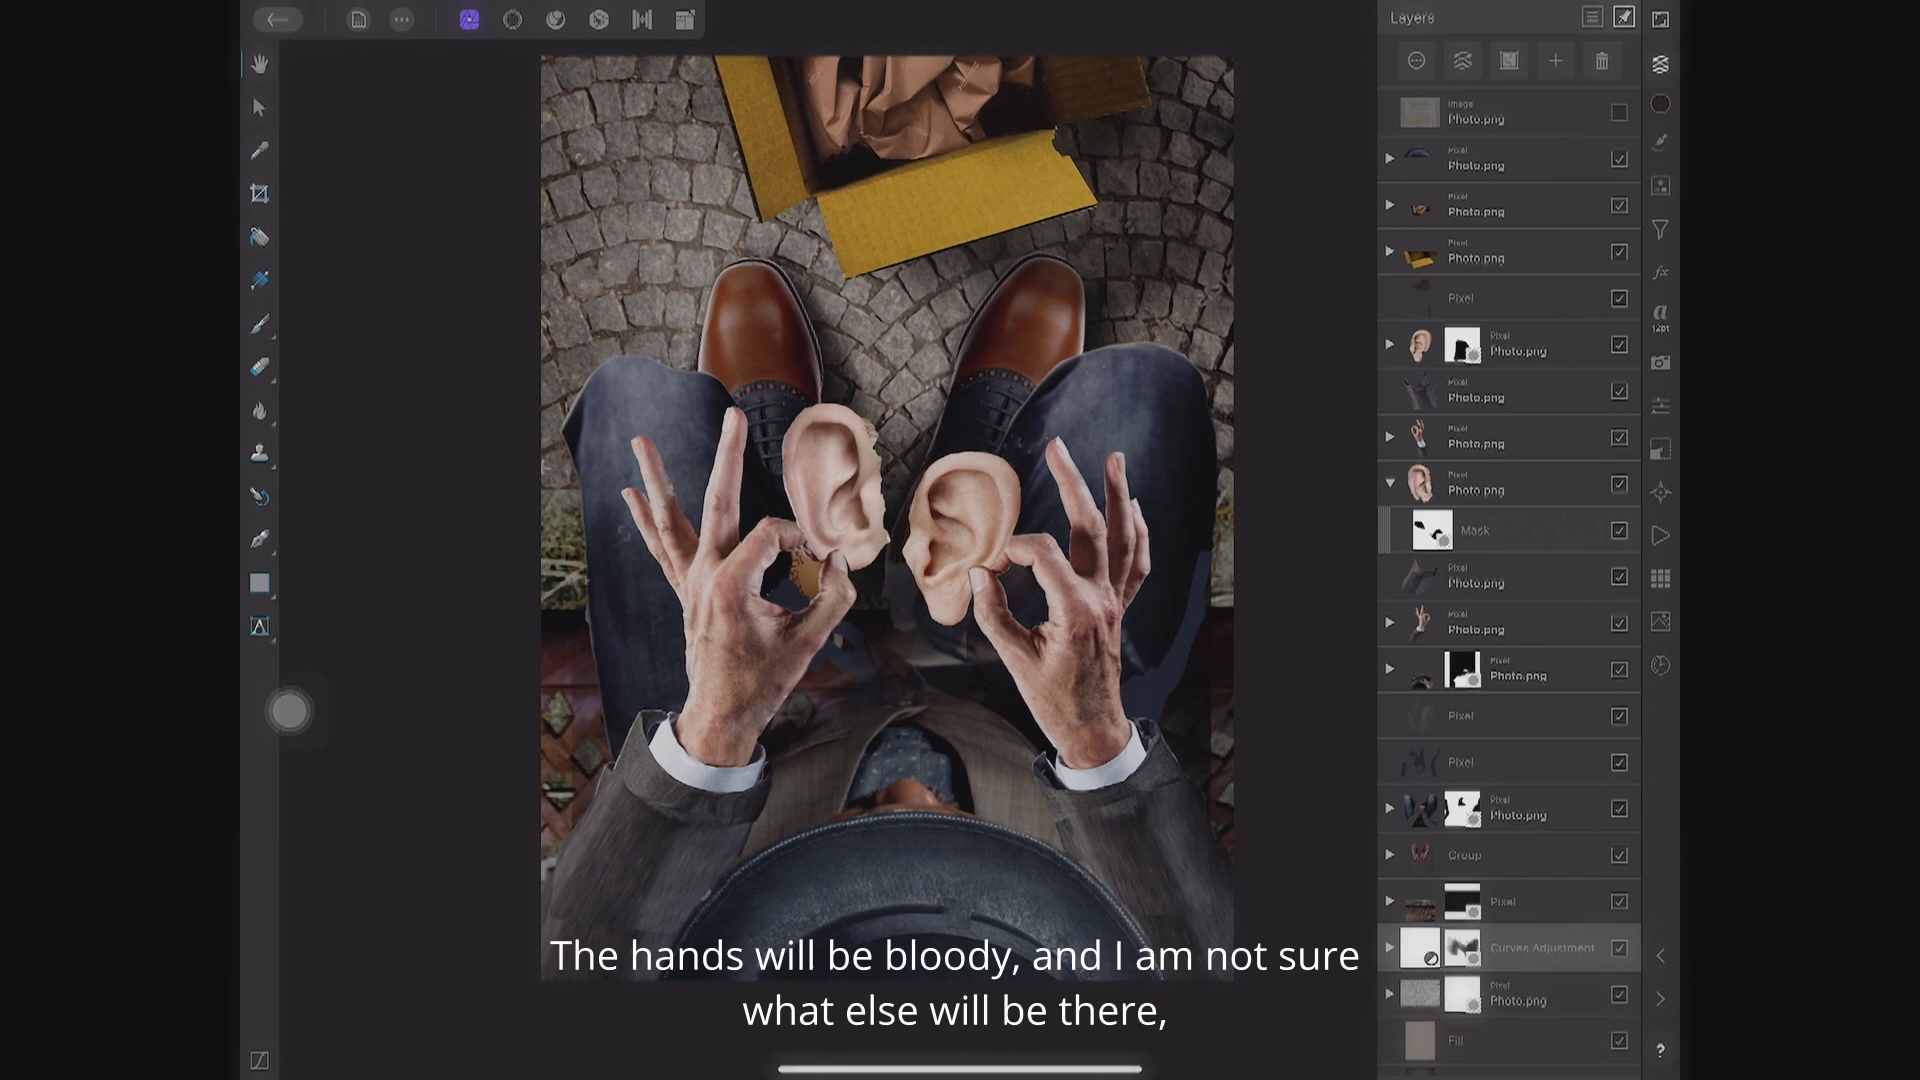 Layers
Image
Photo.png
Pixel
Photo.png
Pixel
Photo.png
Pixel
Photo.png
Pixel
Pixel
Photo.png
Pixel
Photo.png
Pixel
Photo.png
Pixel
Photo.png
Mask
Pixel
Photo.png
Pixel
Photo.png
Pixel
Photo.png
Pixel
Pixel
Pixel
Photo.png
Group
Pixel
Curves Adjustment
Pixel
Photo.png
Fill
fx
a
12pt
A
?
The hands will be bloody, and I am not sure
what else will be there,